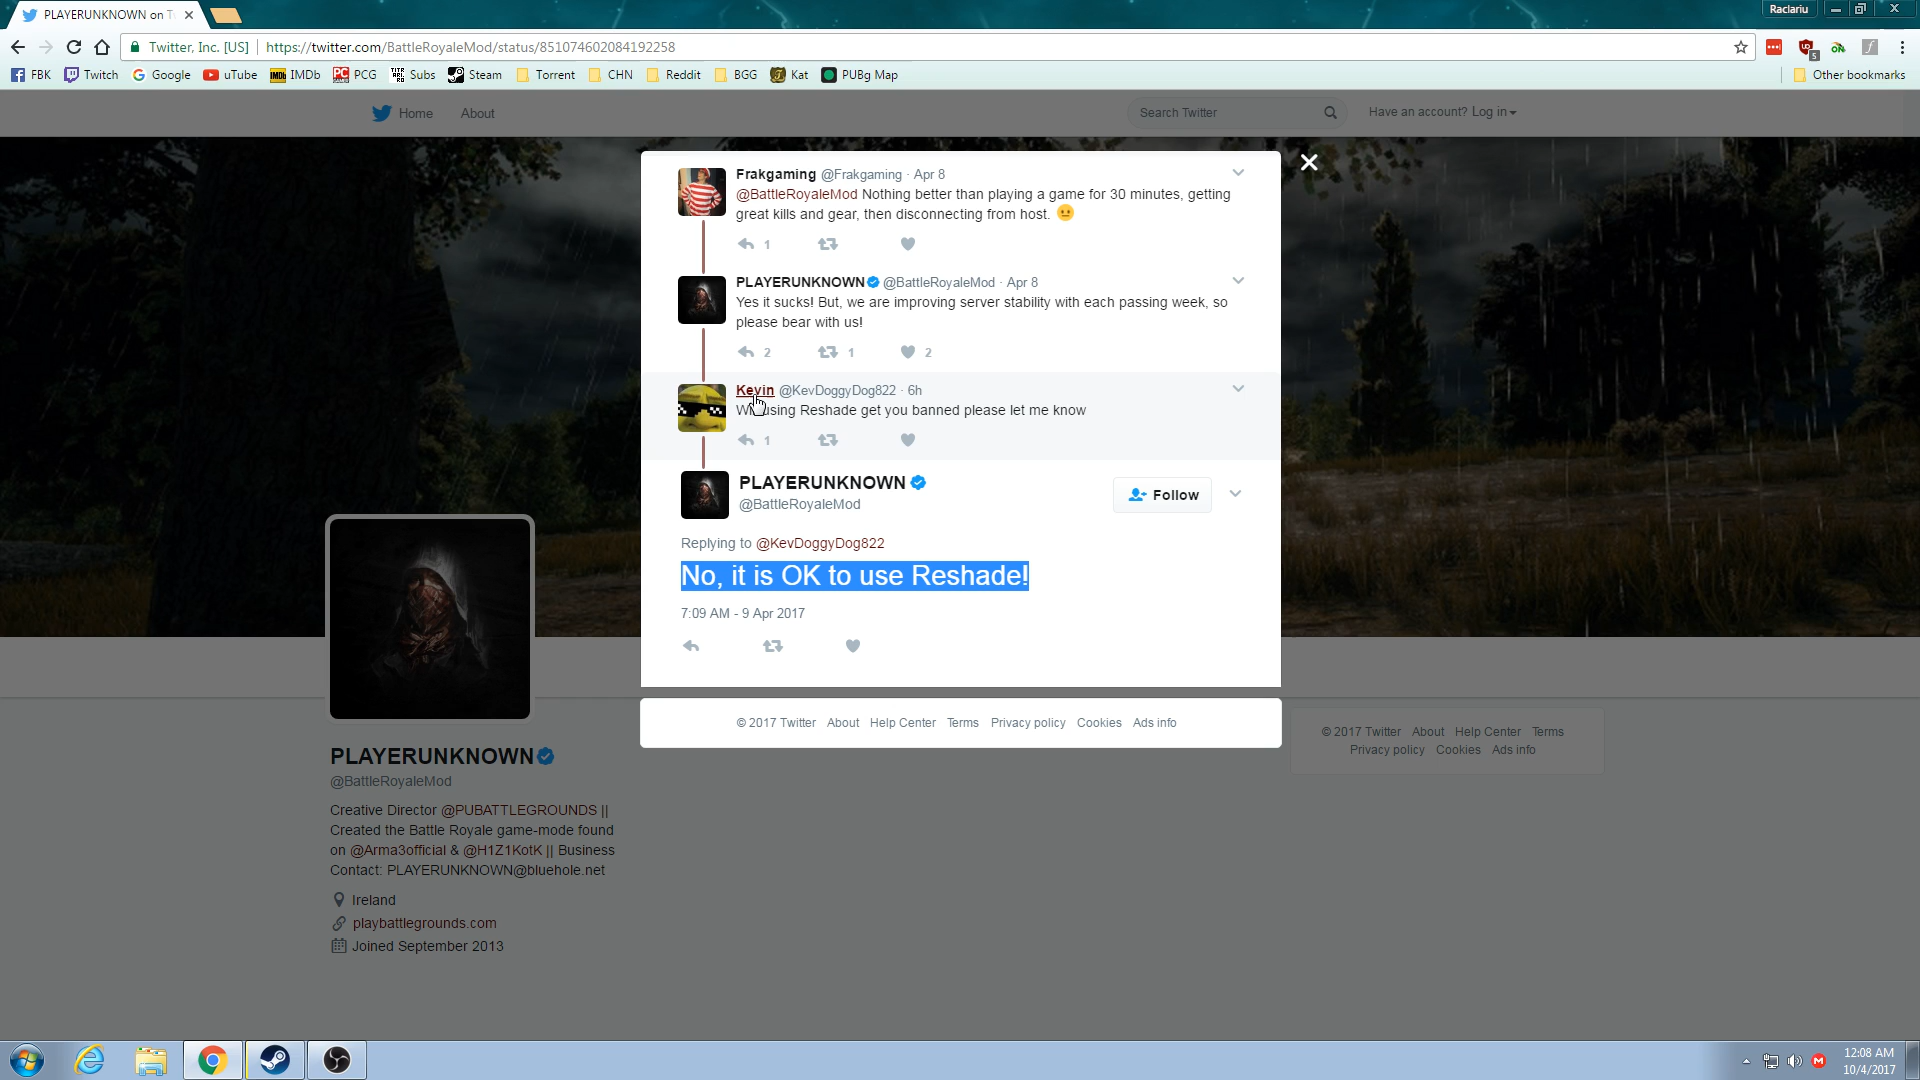 PLAYERUNKNOWN on Tw
Raclariu
Twitter, Inc. [US] https://twitter.com/BattleRoyaleMod/status/851074602084192258
FBK Twitch Google uTube IMDb PCG Subs Steam Torrent CHN Reddit BGG Kat PUBg Map Other bookmarks
Home About Search Twitter Have an account? Log in
Frakgaming @Frakgaming · Apr 8
@BattleRoyaleMod Nothing better than playing a game for 30 minutes, getting
great kills and gear, then disconnecting from host.
1
PLAYERUNKNOWN @BattleRoyaleMod · Apr 8
Yes it sucks! But, we are improving server stability with each passing week, so
please bear with us!
2 1 2
Kevin @KevDoggyDog822 · 6h
using Reshade get you banned please let me know
1
PLAYERUNKNOWN
@BattleRoyaleMod
Follow
Replying to @KevDoggyDog822
No, it is OK to use Reshade!
7:09 AM - 9 Apr 2017
© 2017 Twitter About Help Center Terms Privacy policy Cookies Ads info
PLAYERUNKNOWN
@BattleRoyaleMod
Creative Director @PUBATTLEGROUNDS ||
Created the Battle Royale game-mode found
on @Arma3official & @H1Z1KotK || Business
Contact: PLAYERUNKNOWN@bluehole.net
Ireland
playbattlegrounds.com
Joined September 2013
© 2017 Twitter About Help Center Terms
Privacy policy Cookies Ads info
12:08 AM
10/4/2017